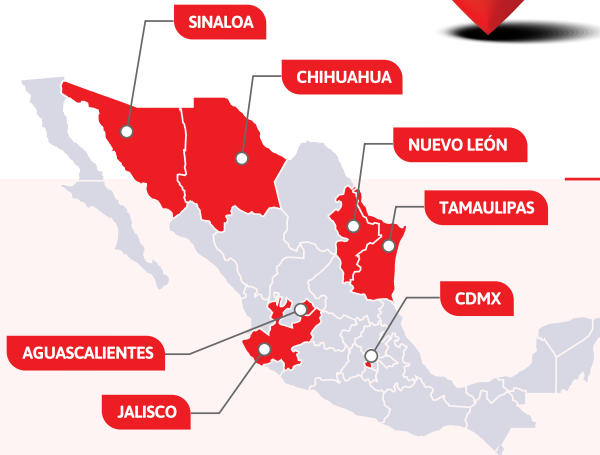 SINALOA
CHIHUAHUA
NUEVO LEÓN
TAMAULIPAS
CDMX
AGUASCALIENTES
JALISCO